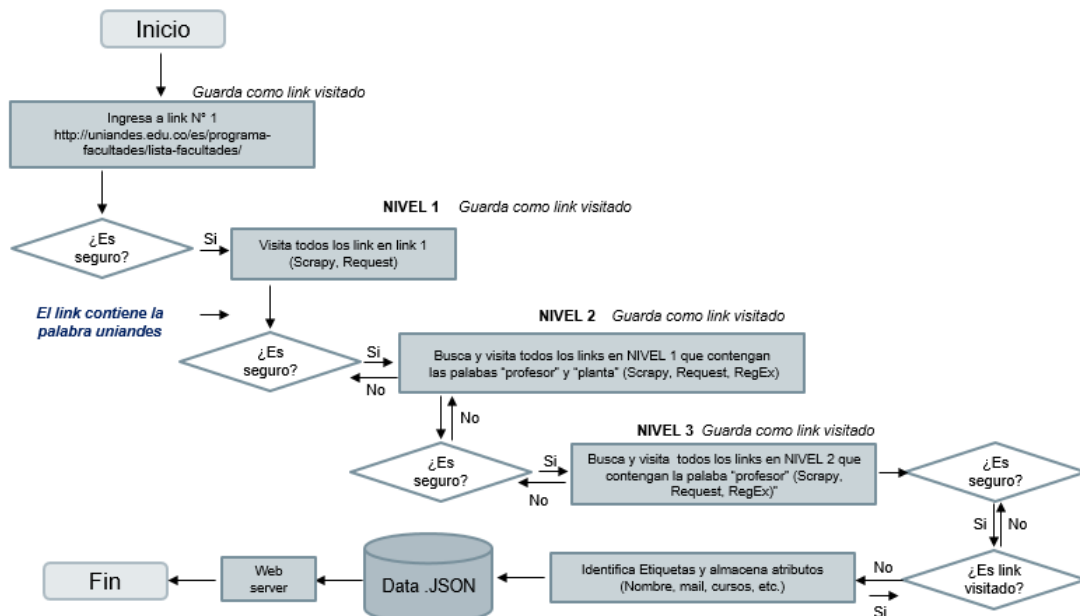 Inicio
Guarda como link visitado
Ingresa a link N° 1
http://uniandes.edu.co/es/programa-
facultades/lista-facultades/
NIVEL 1 Guarda como link visitado
¿Es
seguro?
Si
Visita todos los link en link 1
(Scrapy, Request)
El link contiene la
palabra uniandes
NIVEL 2 Guarda como link visitado
¿Es
seguro?
Si
No
Busca y visita todos los links en NIVEL 1 que contengan
las palabas “profesor” y “planta” (Scrapy, Request, RegEx)
No
NIVEL 3 Guarda como link visitado
¿Es
seguro?
Si
No
Busca y visita todos los links en NIVEL 2 que
contengan la palaba “profesor” (Scrapy,
Request, RegEx)”
¿Es
seguro?
Si
No
¿Es link
visitado?
No
Si
Identifica Etiquetas y almacena atributos
(Nombre, mail, cursos, etc.)
Data .JSON
Web
server
Fin